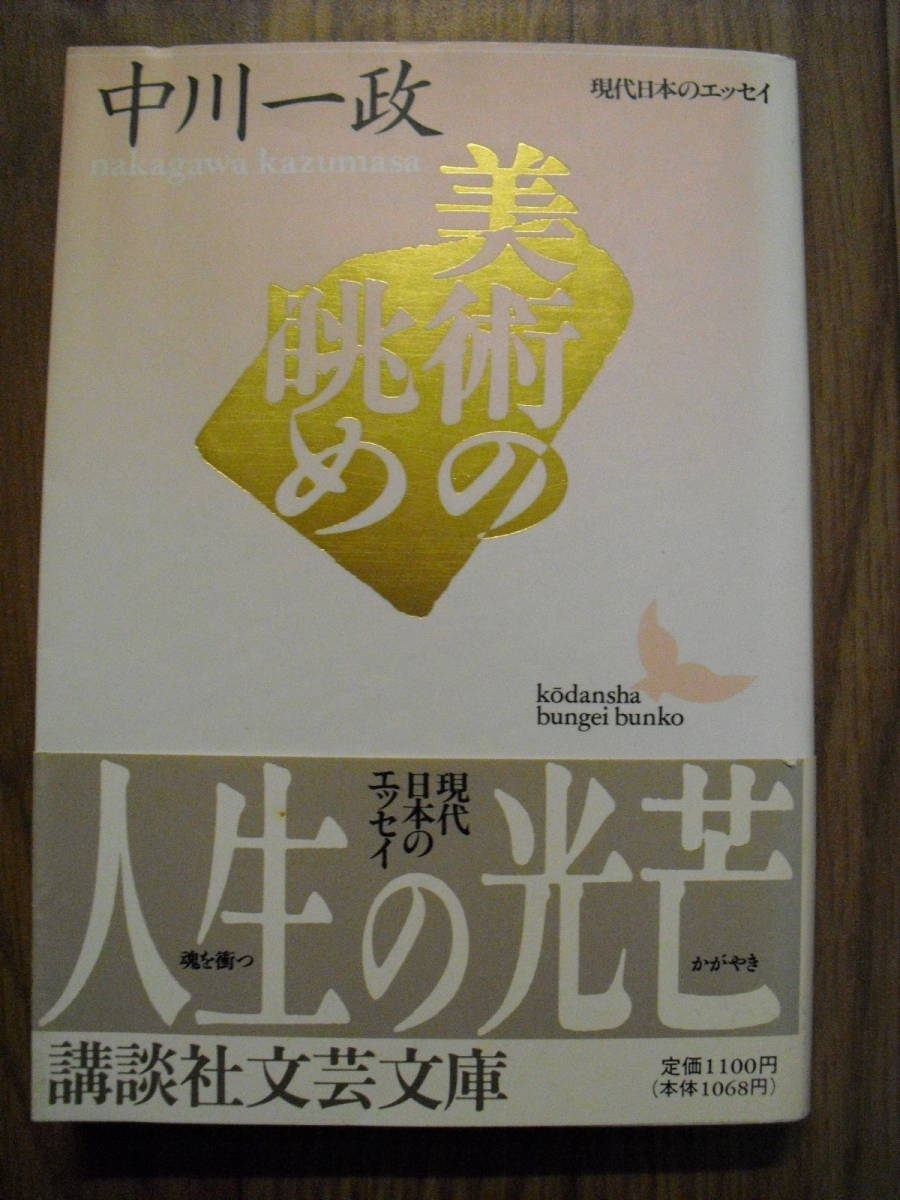 中川一政
nakagawa kazumasa
現代日本のエッセイ
美術の
眺め
kōdansha
bungei bunko
現代
日本の
エッセイ
人生の光芒
魂を衝つ
かがやき
講談社文芸文庫
定価1100円
(本体1068円)